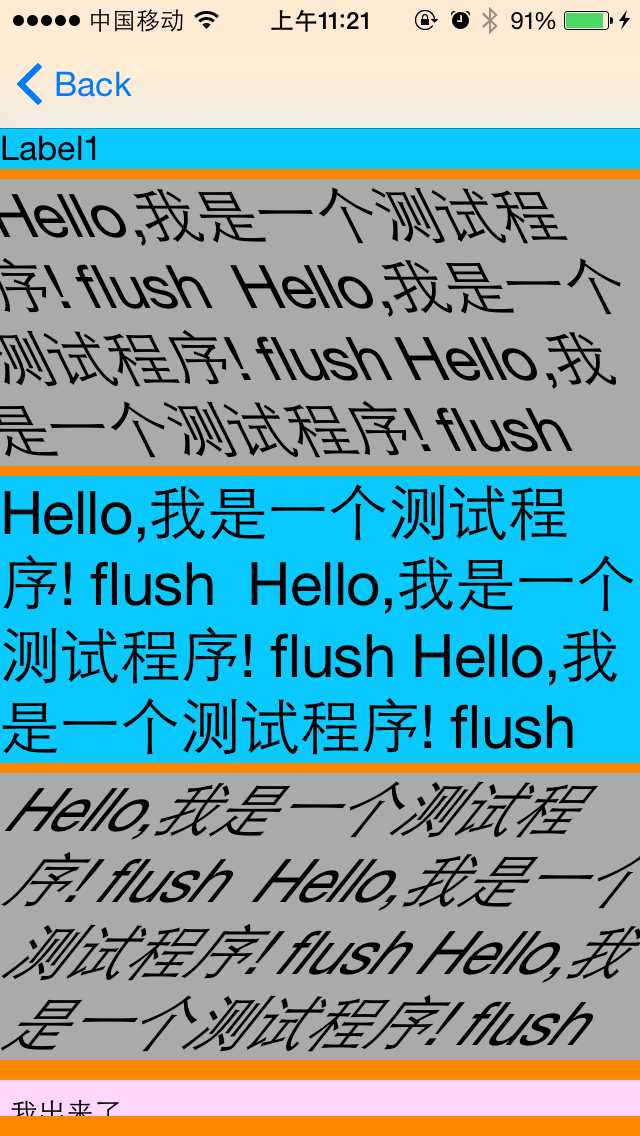 中国移动 上午11:21 91%
Back
Label1
Hello,我是一个测试程
序! flush  Hello,我是一个
测试程序! flush Hello,我
是一个测试程序! flush
Hello,我是一个测试程
序! flush  Hello,我是一个
测试程序! flush Hello,我
是一个测试程序! flush
Hello,我是一个测试程
序! flush  Hello,我是一个
测试程序! flush Hello,我
是一个测试程序! flush
我出来了